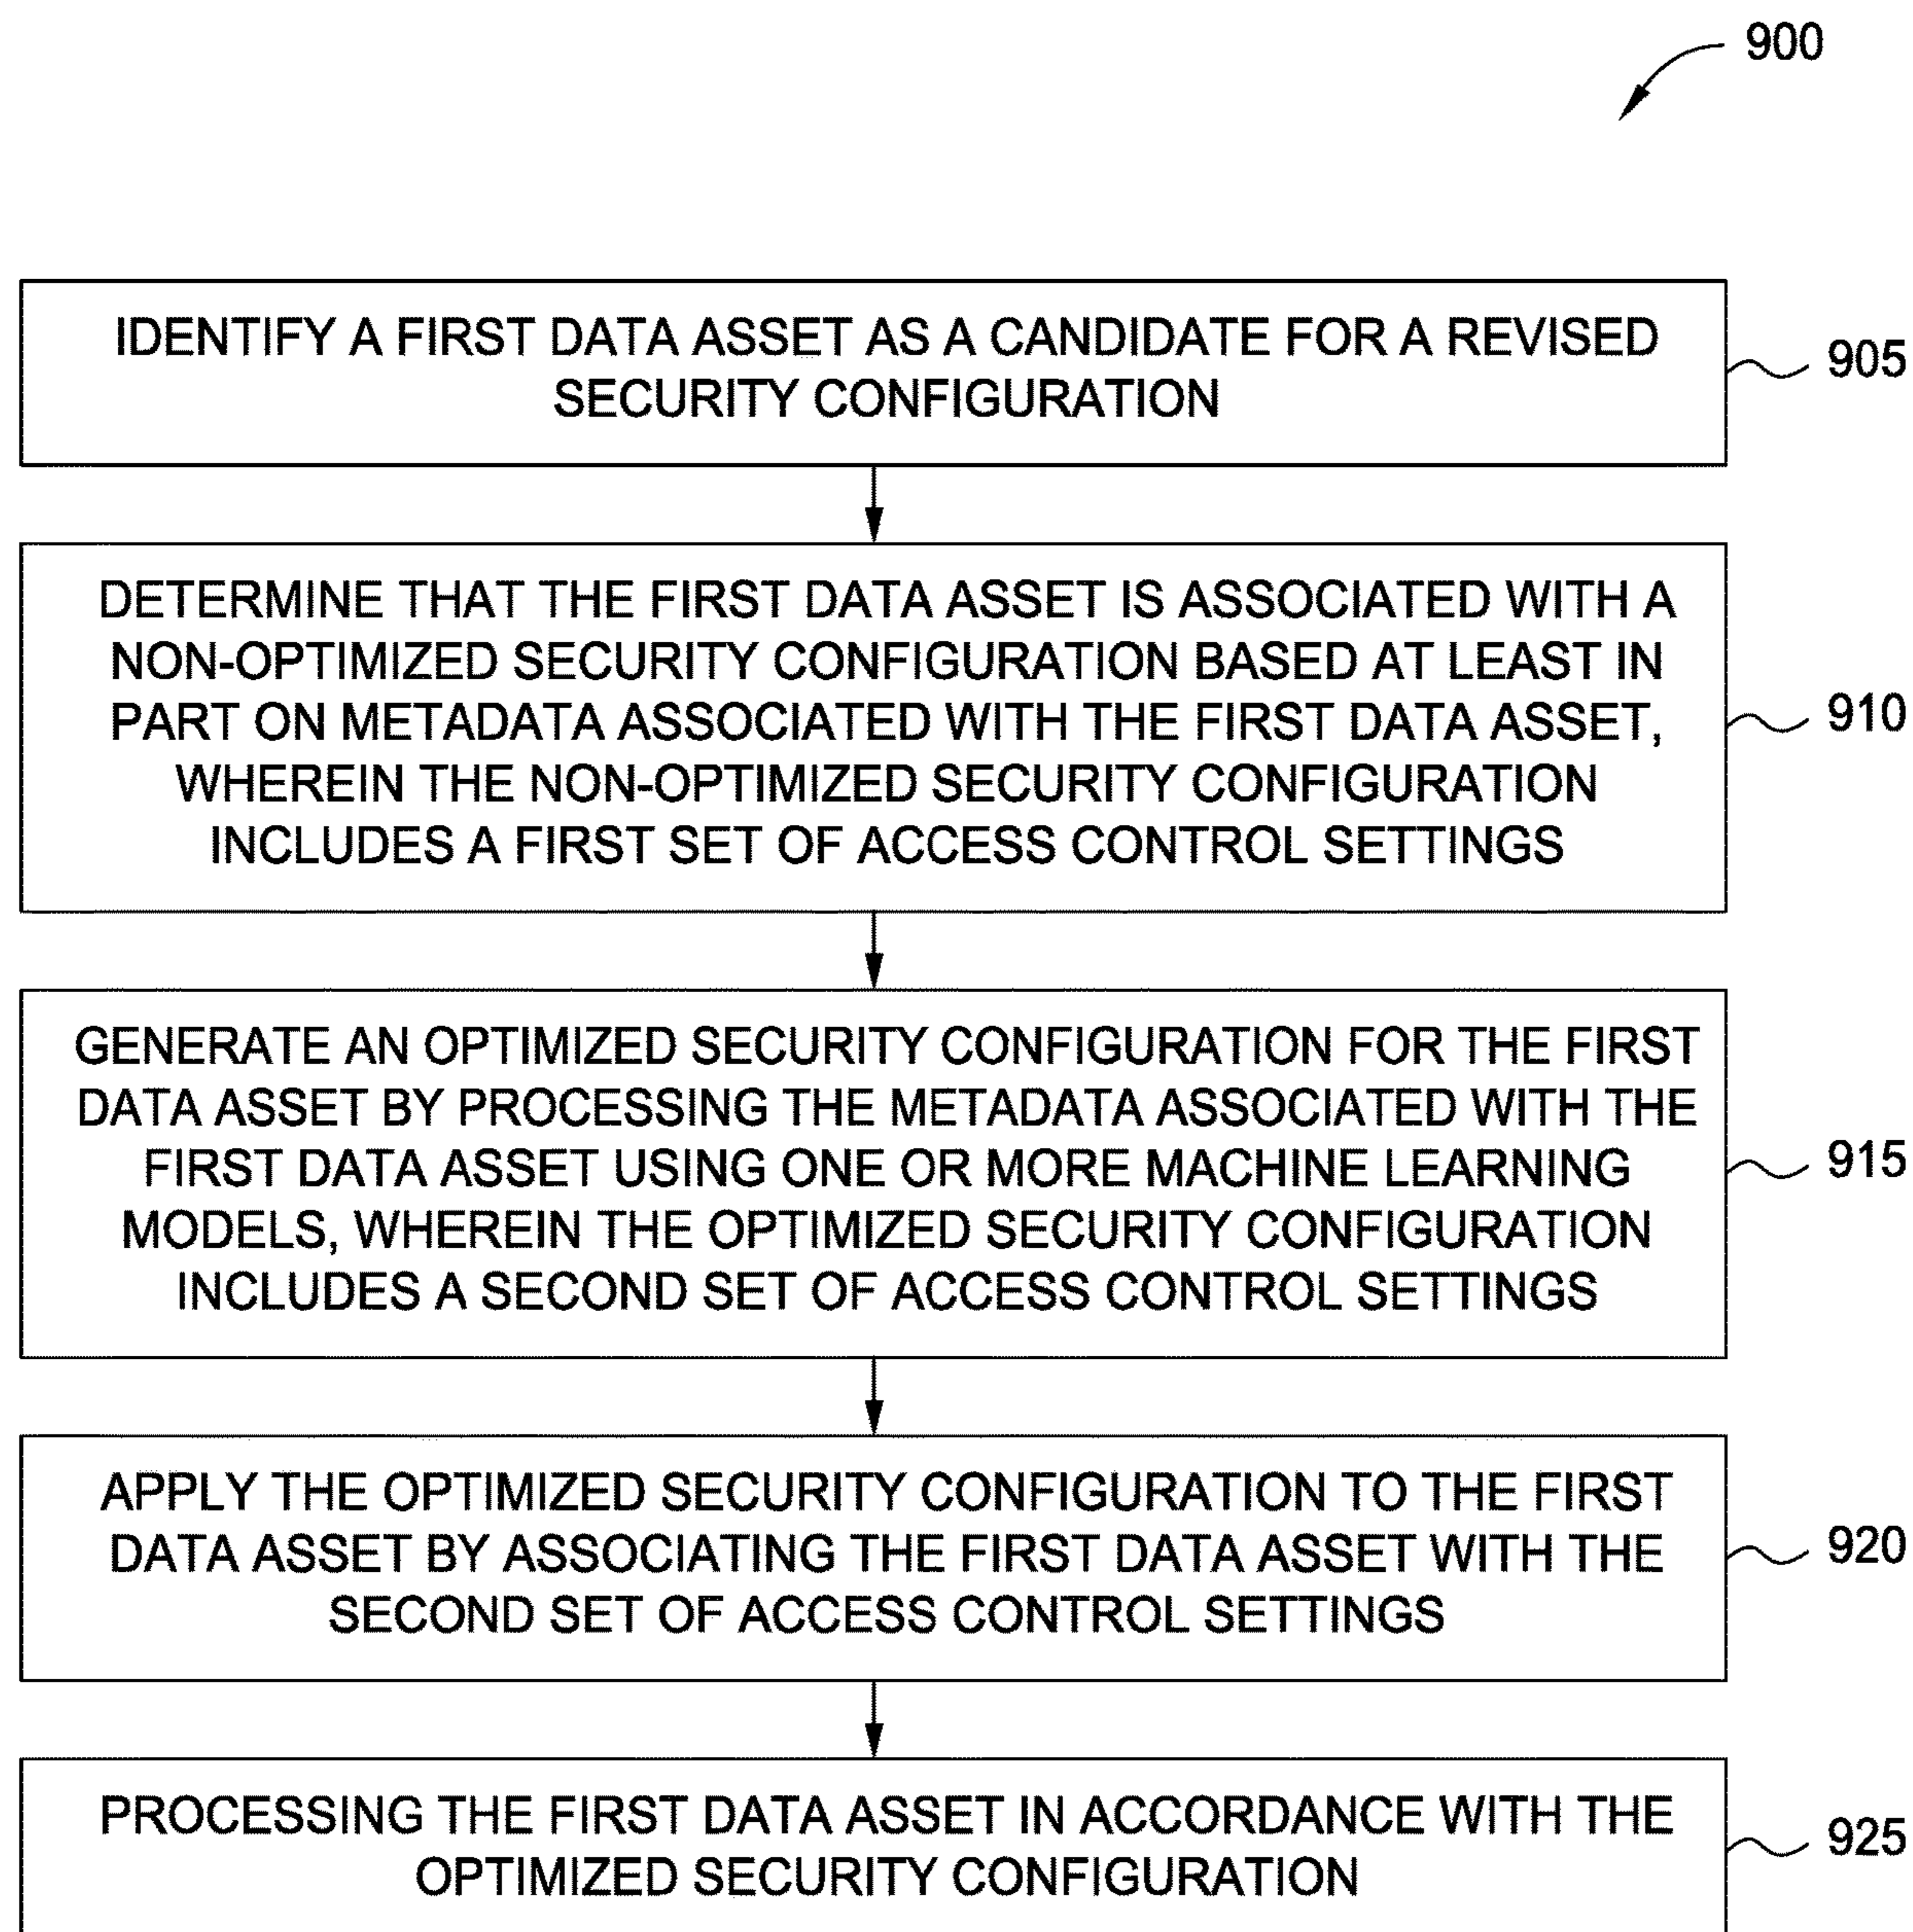 900
IDENTIFY A FIRST DATA ASSET AS A CANDIDATE FOR A REVISED
SECURITY CONFIGURATION
905
DETERMINE THAT THE FIRST DATA ASSET IS ASSOCIATED WITH A
NON-OPTIMIZED SECURITY CONFIGURATION BASED AT LEAST IN
PART ON METADATA ASSOCIATED WITH THE FIRST DATA ASSET,
WHEREIN THE NON-OPTIMIZED SECURITY CONFIGURATION
INCLUDES A FIRST SET OF ACCESS CONTROL SETTINGS
910
GENERATE AN OPTIMIZED SECURITY CONFIGURATION FOR THE FIRST
DATA ASSET BY PROCESSING THE METADATA ASSOCIATED WITH THE
FIRST DATA ASSET USING ONE OR MORE MACHINE LEARNING
MODELS, WHEREIN THE OPTIMIZED SECURITY CONFIGURATION
INCLUDES A SECOND SET OF ACCESS CONTROL SETTINGS
915
APPLY THE OPTIMIZED SECURITY CONFIGURATION TO THE FIRST
DATA ASSET BY ASSOCIATING THE FIRST DATA ASSET WITH THE
SECOND SET OF ACCESS CONTROL SETTINGS
920
PROCESSING THE FIRST DATA ASSET IN ACCORDANCE WITH THE
OPTIMIZED SECURITY CONFIGURATION
925